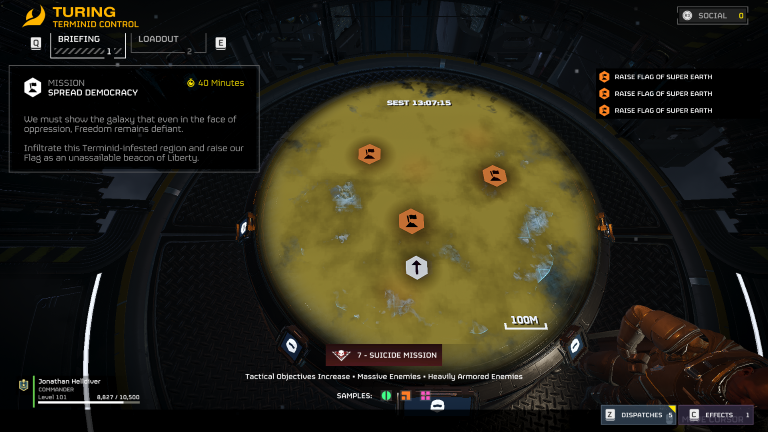 TURING
TERMINID CONTROL
SOCIAL 0
Q
BRIEFING
1
LOADOUT
2
E
MISSION
SPREAD DEMOCRACY
40 Minutes
We must show the galaxy that even in the face of
oppression, Freedom remains defiant.
Infiltrate this Terminid-infested region and raise our
Flag as an unassailable beacon of Liberty.
RAISE FLAG OF SUPER EARTH
RAISE FLAG OF SUPER EARTH
RAISE FLAG OF SUPER EARTH
SEST 13:07:15
100M
7 - SUICIDE MISSION
Tactical Objectives Increase • Massive Enemies • Heavily Armored Enemies
SAMPLES:
Jonathan Hellciver
COMMANDER
Level 101
8,827 / 10,500
Z DISPATCHES 5
C EFFECTS 1
MOVE CURSOR